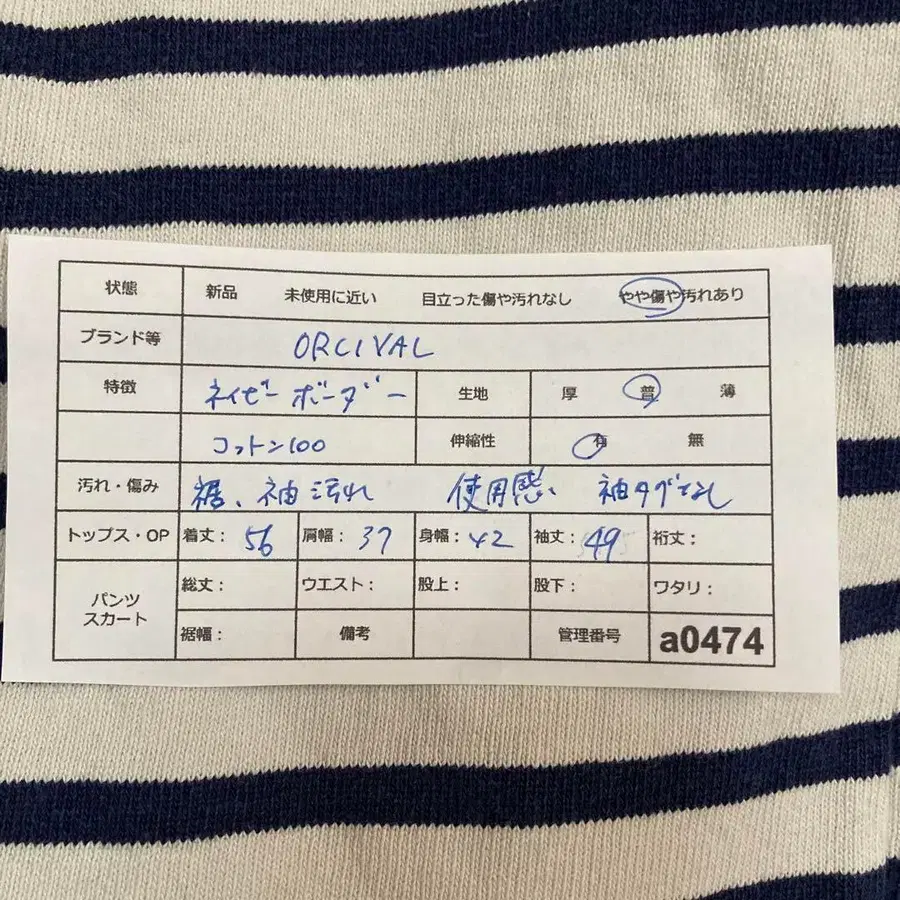 状態 新品 未使用に近い 目立った傷や汚れなし やや傷や汚れあり
ブランド等 ORCIVAL
特徴 ネイビーボーダー 生地 厚 普 薄
コットン100 伸縮性 有 無
汚れ・傷み 裾、袖汚れ 使用感、 袖タグなし
トップス・OP 着丈: 56 肩幅: 37 身幅: 42 袖丈: 49 裄丈:
パンツ スカート 総丈: ウエスト: 股上: 股下: ワタリ:
裾幅: 備考 管理番号 a0474